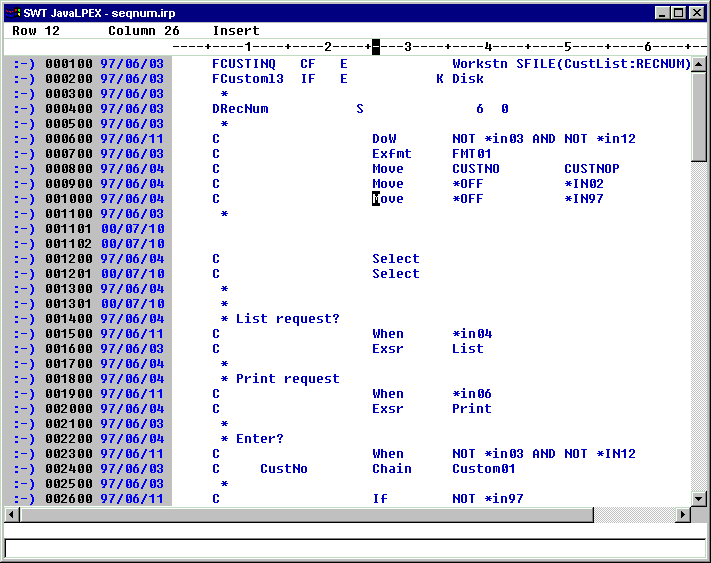 SWT JavaLPEX - seqnum.irp
Row 12 Column 26 Insert
----+----1----+----2----+----3----+----4----+----5----+----6----+
:-) 000100 97/06/03 FCUSTINQ CF E Workstn SFILE(CustList:RECNUM)
:-) 000200 97/06/03 FCustoml3 IF E K Disk
:-) 000300 97/06/03 *
:-) 000400 97/06/03 DRecNum S 6 0
:-) 000500 97/06/03 *
:-) 000600 97/06/11 C DoW NOT *in03 AND NOT *in12
:-) 000700 97/06/03 C Exfmt FMT01
:-) 000800 97/06/04 C Move CUSTNO CUSTNOP
:-) 000900 97/06/04 C Move *OFF *IN02
:-) 001000 97/06/04 C Move *OFF *IN97
:-) 001100 97/06/03 *
:-) 001101 00/07/10
:-) 001102 00/07/10
:-) 001200 97/06/04 C Select
:-) 001201 00/07/10 C Select
:-) 001300 97/06/04 *
:-) 001301 00/07/10 *
:-) 001400 97/06/04 * List request?
:-) 001500 97/06/11 C When *in04
:-) 001600 97/06/03 C Exsr List
:-) 001700 97/06/04 *
:-) 001800 97/06/04 * Print request
:-) 001900 97/06/11 C When *in06
:-) 002000 97/06/04 C Exsr Print
:-) 002100 97/06/03 *
:-) 002200 97/06/04 * Enter?
:-) 002300 97/06/11 C When NOT *in03 AND NOT *IN12
:-) 002400 97/06/03 C CustNo Chain Custom01
:-) 002500 97/06/03 *
:-) 002600 97/06/11 C If NOT *in97